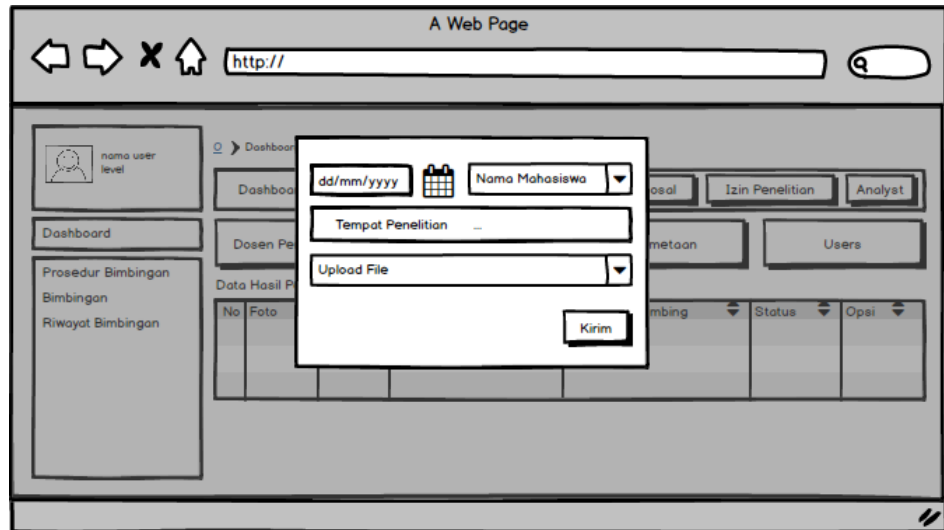 A Web Page
http://
nama user
level
O Dashboar
Dashboa
osal
Izin Penelitian
Analyst
Dashboard
Dosen Pe
metaan
Users
Prosedur Bimbingan
Bimbingan
Riwayat Bimbingan
Data Hasil P
No Foto
mbing
Status
Opsi
dd/mm/yyyy
Nama Mahasiswa
Tempat Penelitian ...
Upload File
Kirim